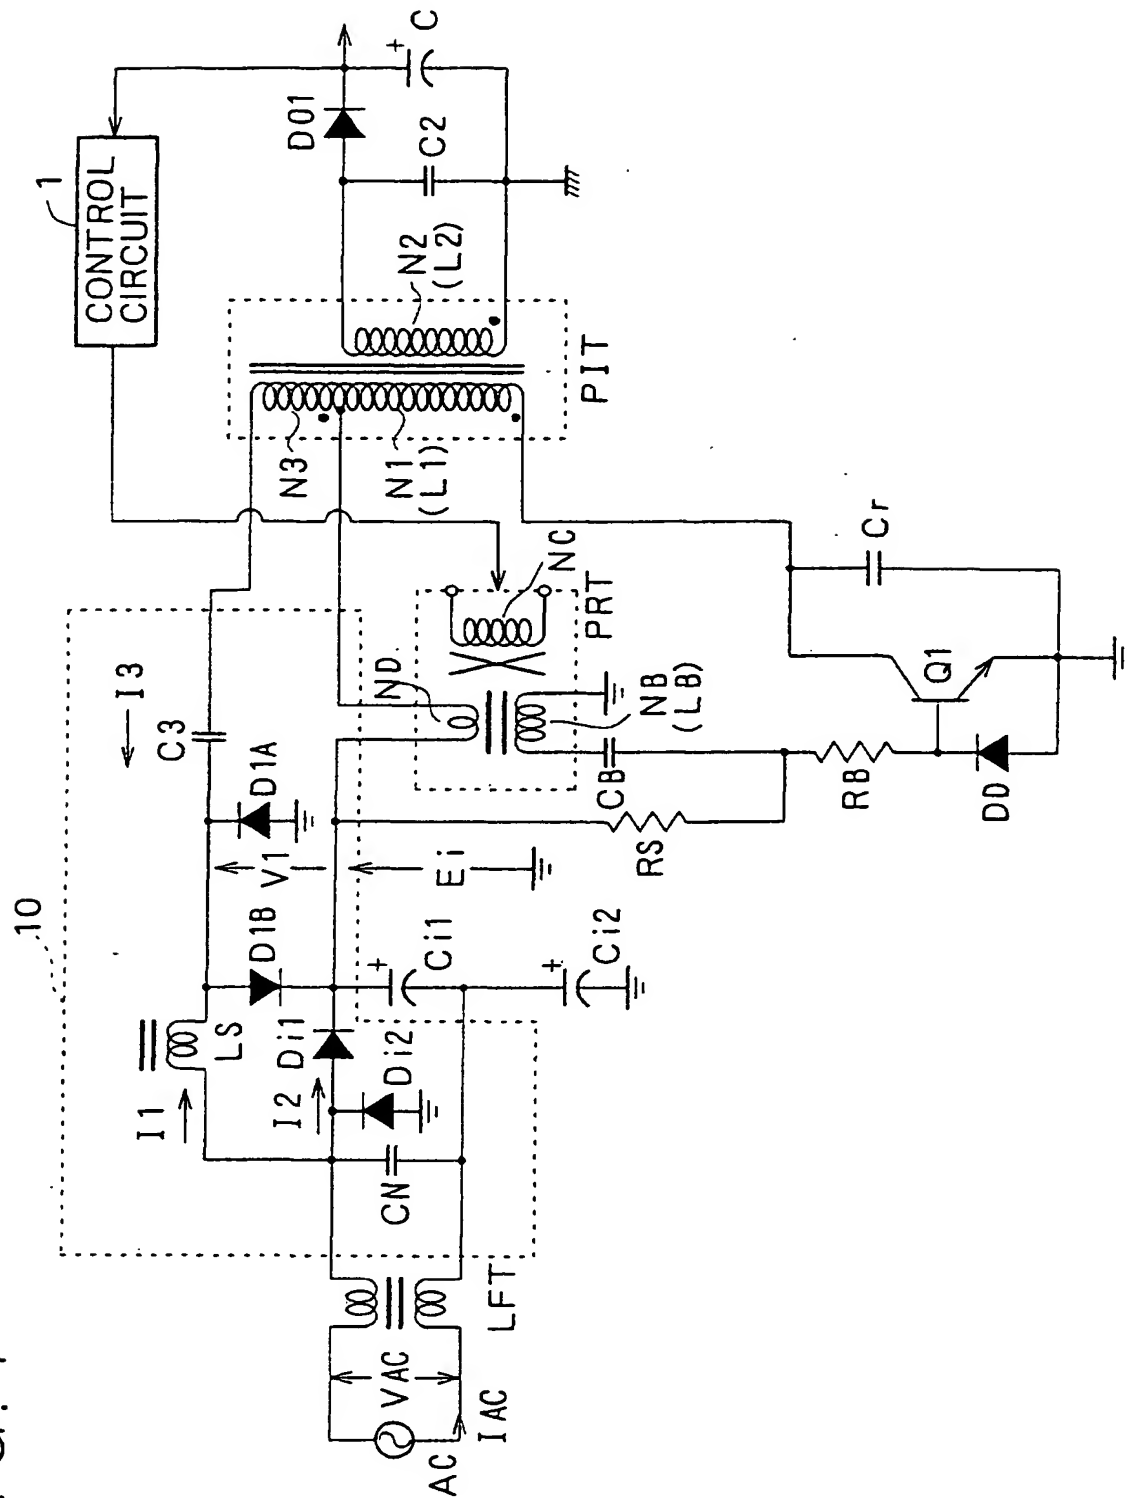 10
I1
LS
D1B
V1
D1A
C3
I3
I2
Di1
Di2
CN
Ci1
Ci2
Ei
AC
VAC
IAC
LFT
ND
NC
PRT
NB
(LB)
CB
RS
RB
DD
Q1
Cr
N3
N1
(L1)
N2
(L2)
PIT
1
CONTROL
CIRCUIT
D01
C2
+
C
+
+